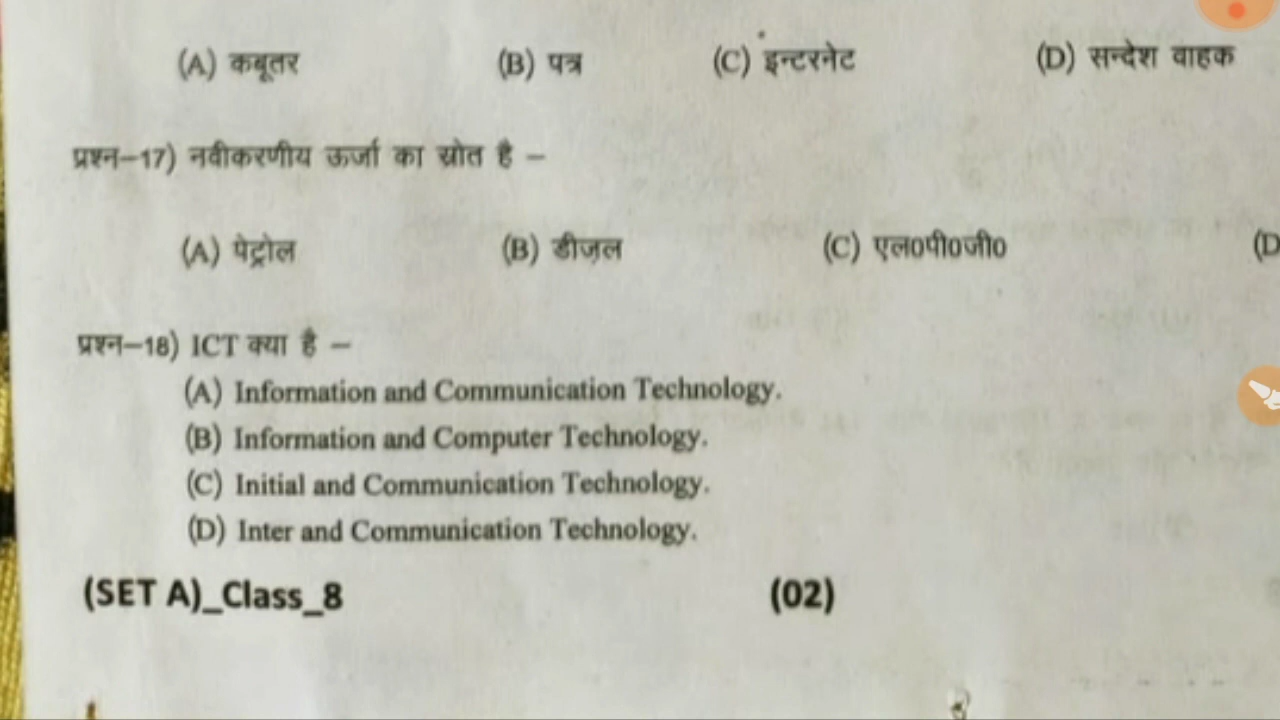 (A) कबूतर (B) पत्र (C) इन्टरनेट (D) सन्देश वाहक
प्रश्न–17) नवीकरणीय ऊर्जा का स्रोत है –
(A) पेट्रोल (B) डीज़ल (C) एल0पी0जी0 (D
प्रश्न–18) ICT क्या है –
(A) Information and Communication Technology.
(B) Information and Computer Technology.
(C) Initial and Communication Technology.
(D) Inter and Communication Technology.
(SET A)_Class_8 (02)